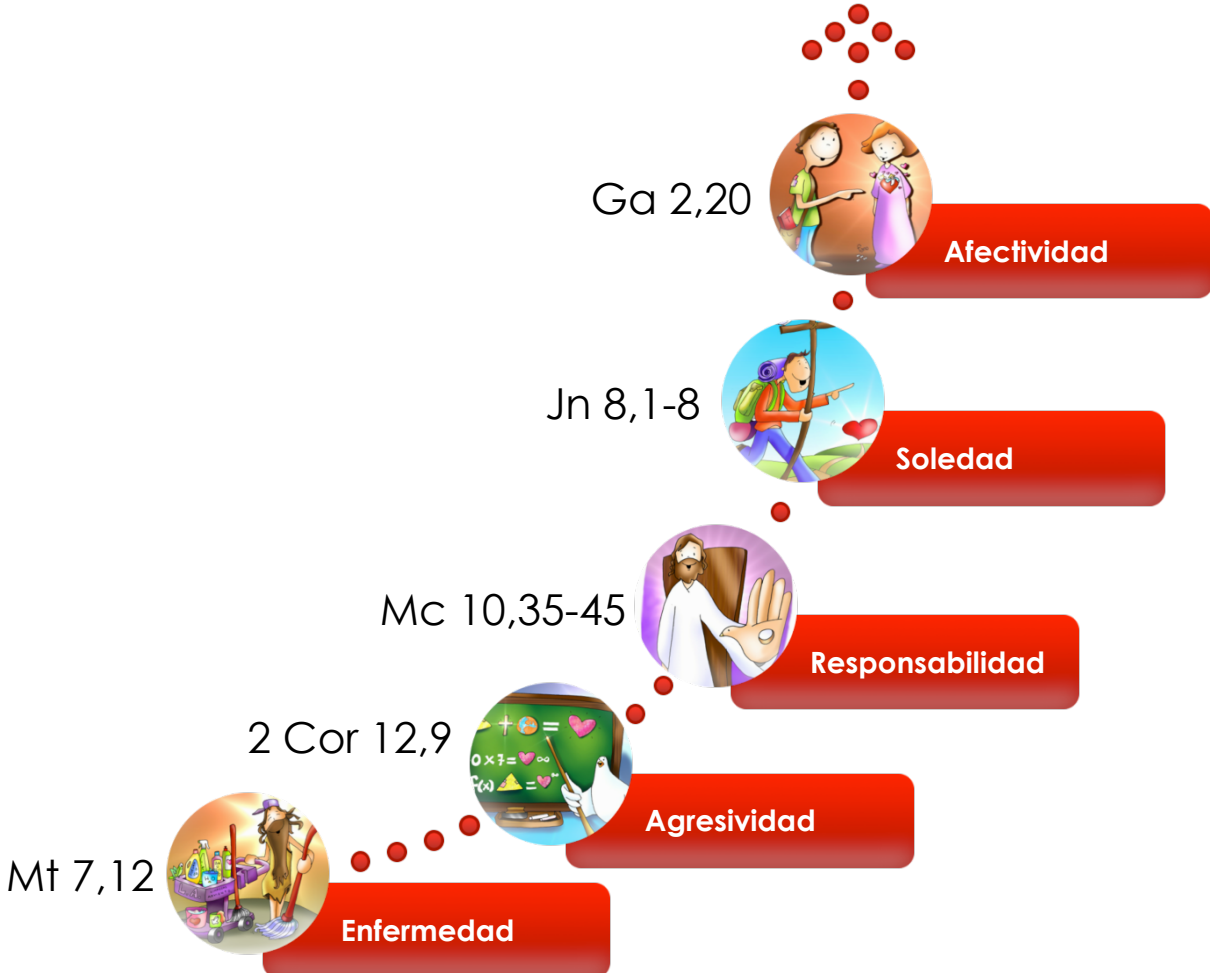 Ga 2,20
Afectividad
Jn 8,1-8
Soledad
Mc 10,35-45
Responsabilidad
2 Cor 12,9
Agresividad
Mt 7,12
Enfermedad